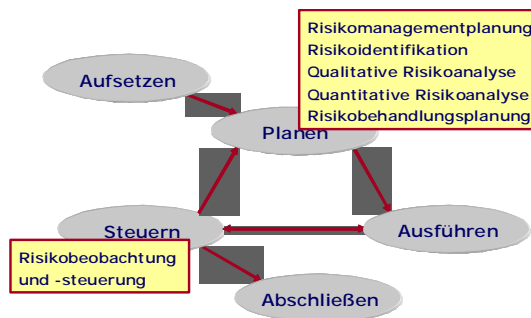 Risikomanagementplanung
Risikoidentifikation
Qualitative Risikoanalyse
Quantitative Risikoanalyse
Risikobehandlungsplanung
Aufsetzen
Planen
Steuern
Ausführen
Risikobeobachtung
und -steuerung
Abschließen